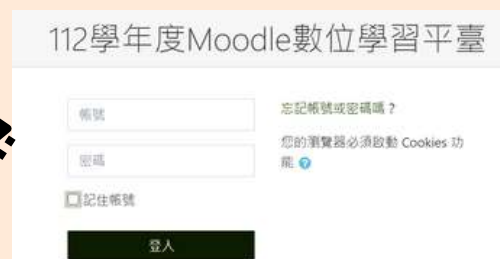 112學年度Moodle數位學習平臺
帳號
忘記帳號或密碼嗎？
您的瀏覽器必須啟動 Cookies 功
能
密碼
記住帳號
登入